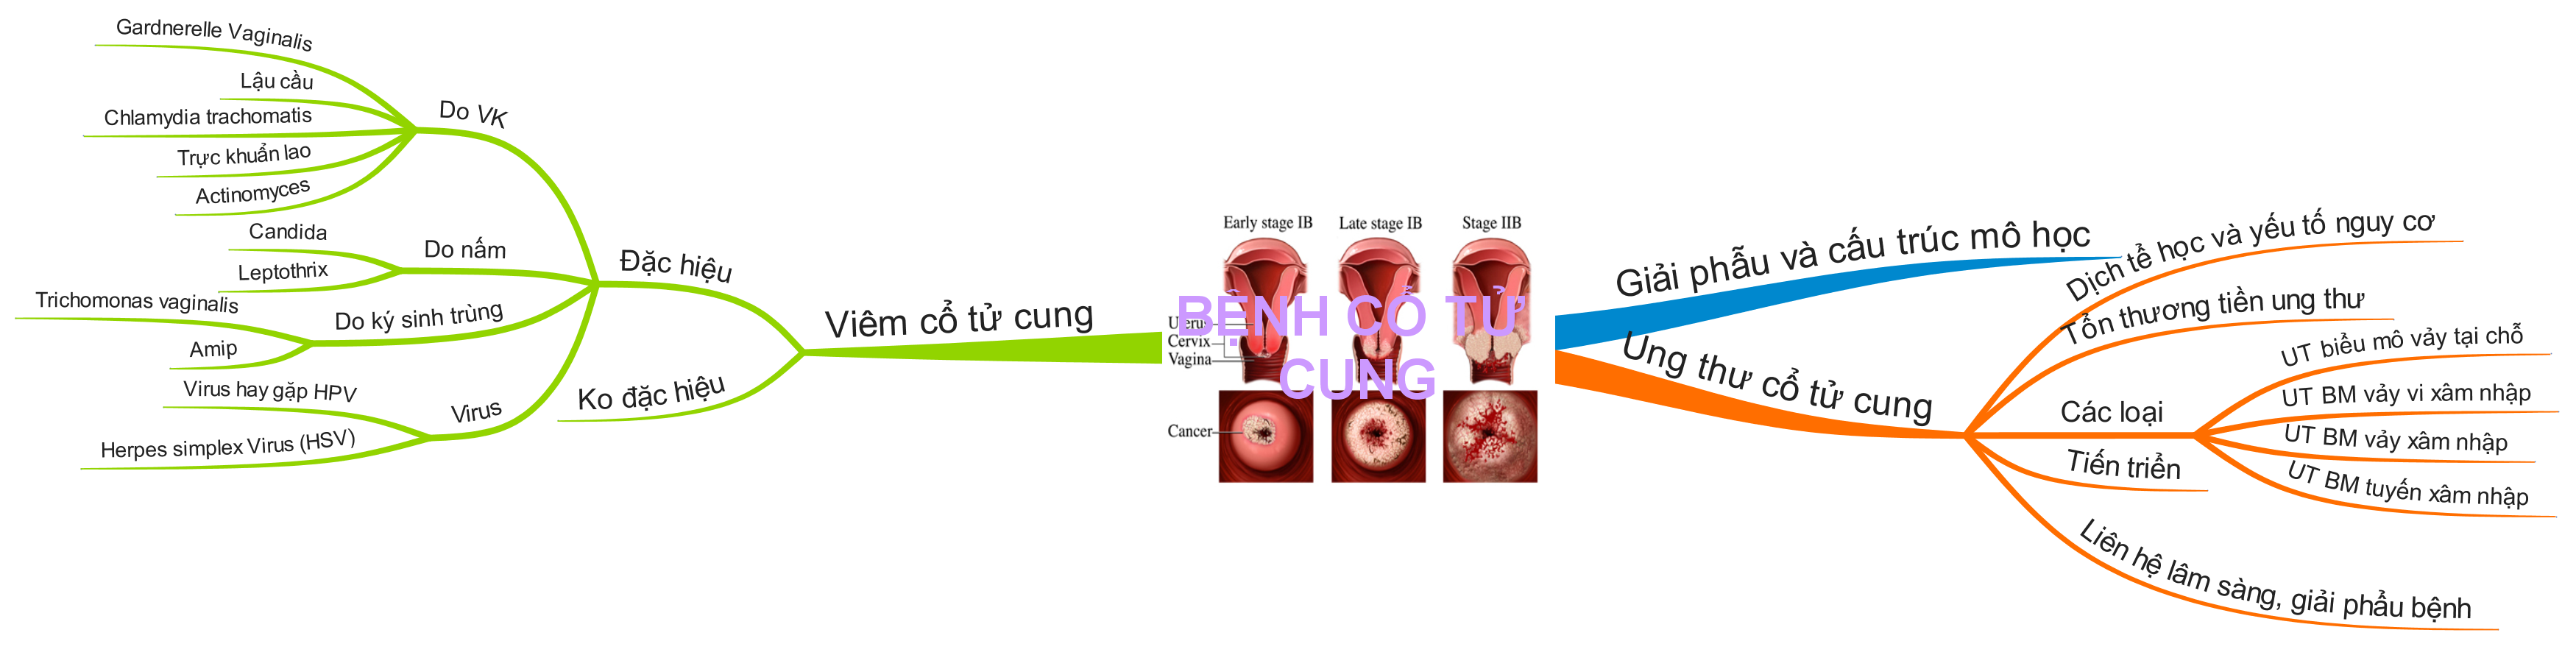 Gardnerelle Vaginalis
Lậu cầu
Chlamydia trachomatis
Trực khuẩn lao
Actinomyces
Do VK
Candida
Leptothrix
Do nấm
Trichomonas vaginalis
Amip
Do ký sinh trùng
Virus hay gặp HPV
Herpes simplex Virus (HSV)
Virus
Đặc hiệu
Ko đặc hiệu
Viêm cổ tử cung
Early stage IB
Late stage IB
Stage IIB
BỆNH CỔ TỬ
CUNG
Uterus
Cervix
Vagina
Cancer
Giải phẫu và cấu trúc mô học
Ung thư cổ tử cung
Dịch tể học và yếu tố nguy cơ
Tổn thương tiền ung thư
Các loại
UT biểu mô vảy tại chỗ
UT BM vảy vi xâm nhập
UT BM vảy xâm nhập
UT BM tuyến xâm nhập
Tiến triển
Liên hệ lâm sàng, giải phẩu bệnh